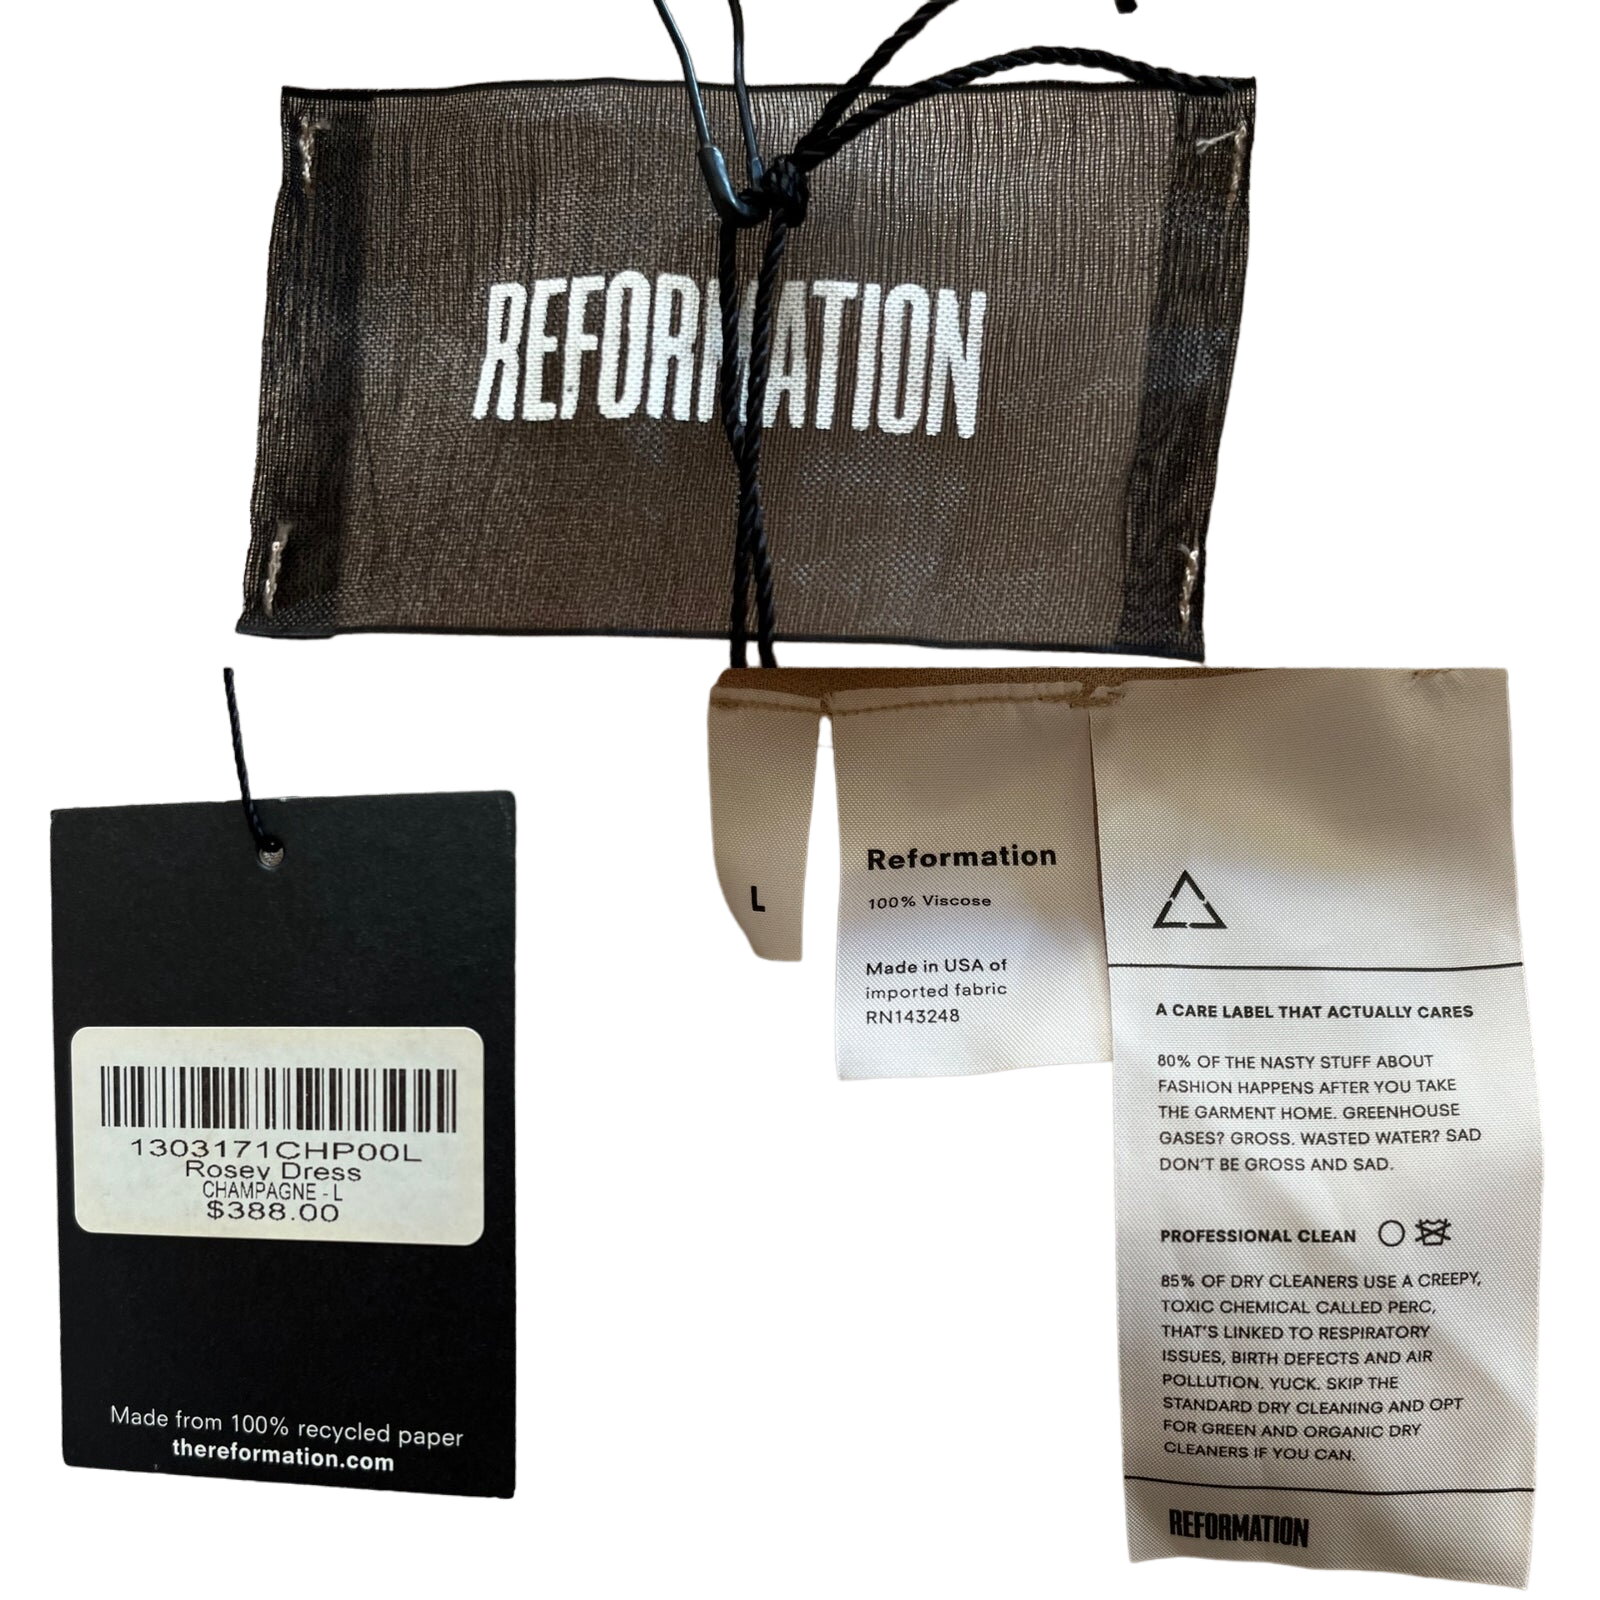 REFORMATION
1303171CHP00L
Rosey Dress
CHAMPAGNE - L
$388.00
Made from 100% recycled paper
thereformation.com
L
Reformation
100% Viscose
Made in USA of
imported fabric
RN143248
A CARE LABEL THAT ACTUALLY CARES
80% OF THE NASTY STUFF ABOUT
FASHION HAPPENS AFTER YOU TAKE
THE GARMENT HOME. GREENHOUSE
GASES? GROSS. WASTED WATER? SAD
DON'T BE GROSS AND SAD.
PROFESSIONAL CLEAN
85% OF DRY CLEANERS USE A CREEPY,
TOXIC CHEMICAL CALLED PERC,
THAT'S LINKED TO RESPIRATORY
ISSUES, BIRTH DEFECTS AND AIR
POLLUTION. YUCK. SKIP THE
STANDARD DRY CLEANING AND OPT
FOR GREEN AND ORGANIC DRY
CLEANERS IF YOU CAN.
REFORMATION